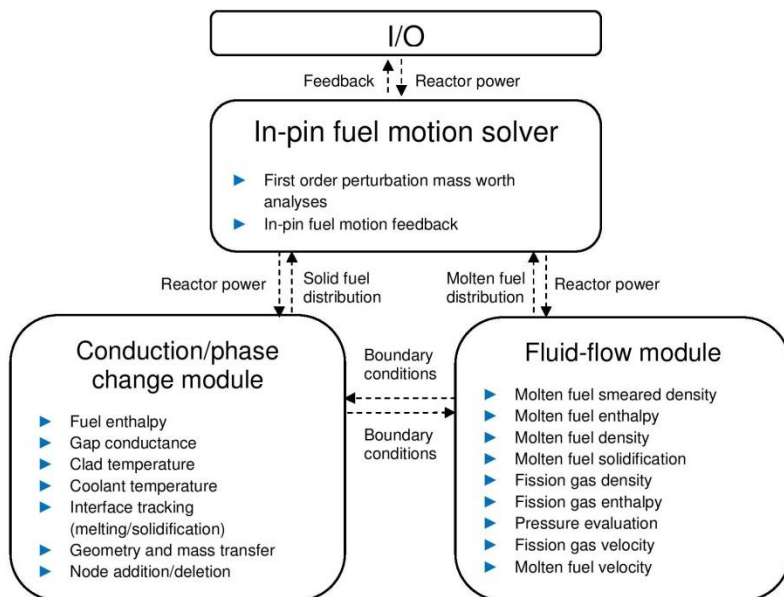 I/O
Feedback
Reactor power
In-pin fuel motion solver
First order perturbation mass worth
analyses
In-pin fuel motion feedback
Reactor power
Solid fuel
distribution
Molten fuel
distribution
Reactor power
Conduction/phase
change module
Fuel enthalpy
Gap conductance
Clad temperature
Coolant temperature
Interface tracking
(melting/solidification)
Geometry and mass transfer
Node addition/deletion
Boundary
conditions
Boundary
conditions
Fluid-flow module
Molten fuel smeared density
Molten fuel enthalpy
Molten fuel density
Molten fuel solidification
Fission gas density
Fission gas enthalpy
Pressure evaluation
Fission gas velocity
Molten fuel velocity